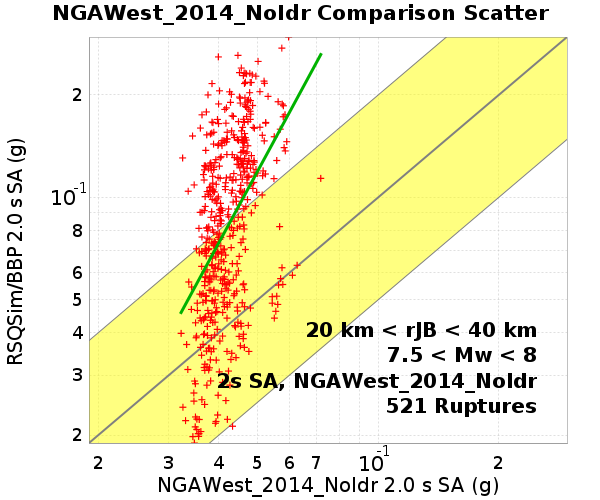 NGAWest_2014_NoIdr Comparison Scatter
RSQSim/BBP 2.0 s SA (g)
2
10⁻¹
8
6
5
4
3
2
20 km < rJB < 40 km
7.5 < Mw < 8
2s SA, NGAWest_2014_NoIdr
521 Ruptures
2 3 4 5 6 7 10⁻¹ 2
NGAWest_2014_NoIdr 2.0 s SA (g)